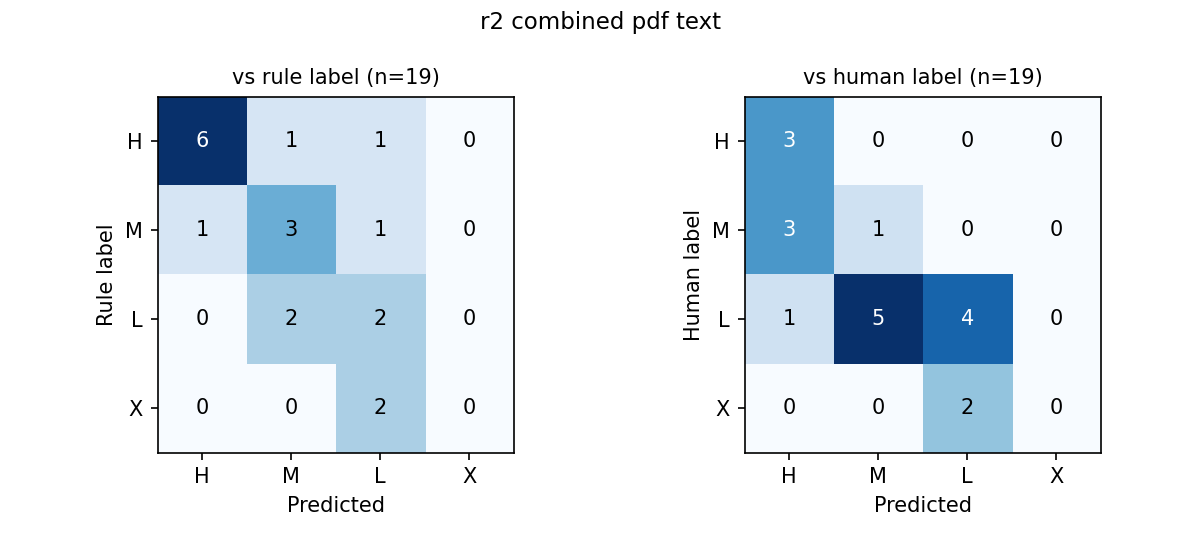 r2 combined pdf text
vs rule label (n=19)
Rule label
H 6 1 1 0
M 1 3 1 0
L 0 2 2 0
X 0 0 2 0
H M L X
Predicted
vs human label (n=19)
Human label
H 3 0 0 0
M 3 1 0 0
L 1 5 4 0
X 0 0 2 0
H M L X
Predicted